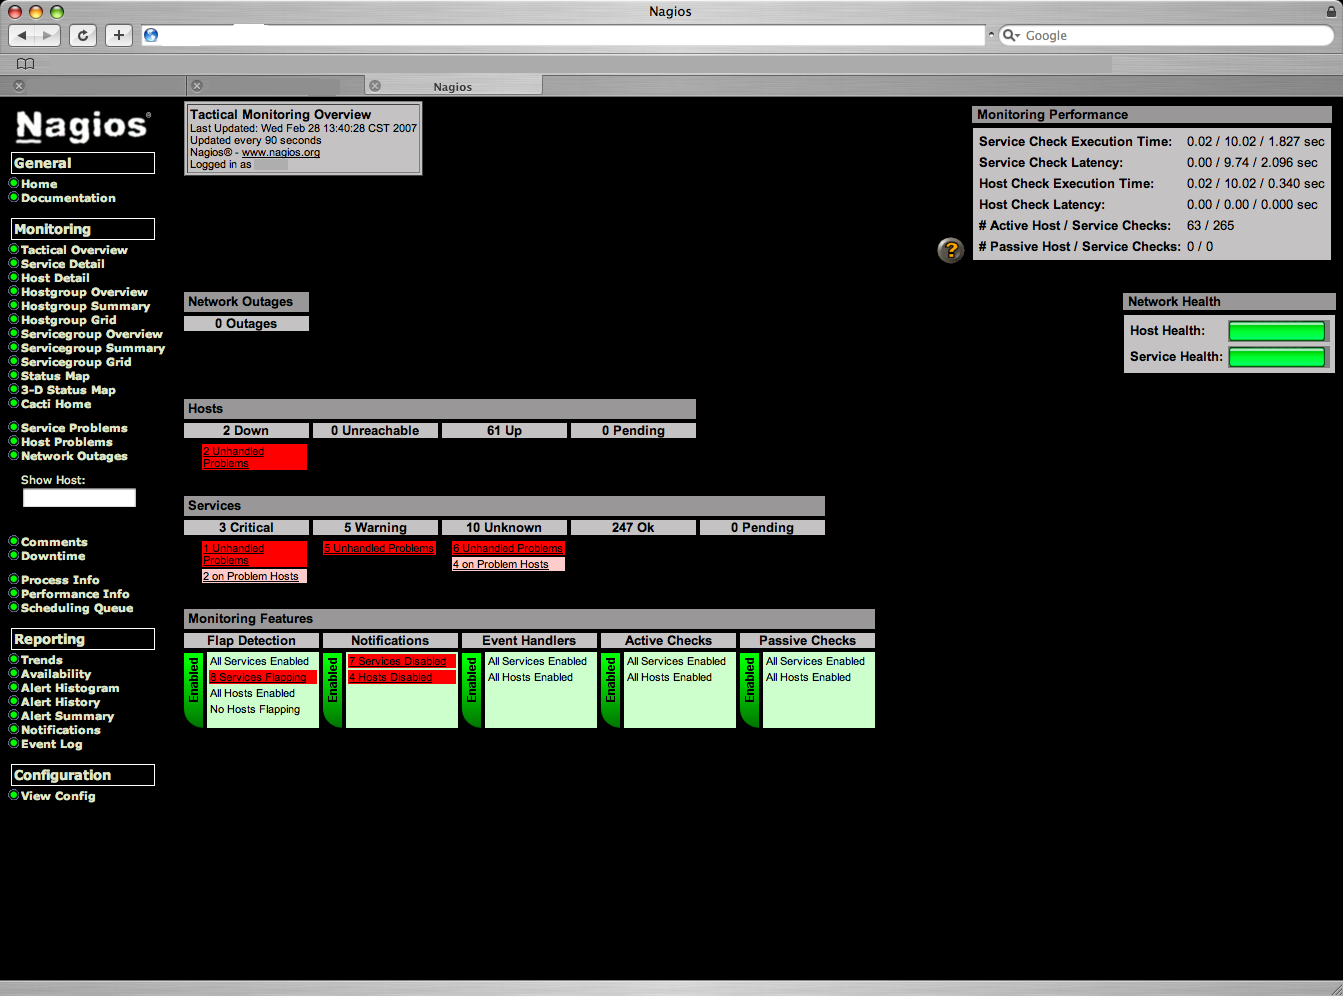 Nagios
Google
Nagios
Nagios®
General
Home
Documentation
Monitoring
Tactical Overview
Service Detail
Host Detail
Hostgroup Overview
Hostgroup Summary
Hostgroup Grid
Servicegroup Overview
Servicegroup Summary
Servicegroup Grid
Status Map
3-D Status Map
Cacti Home
Service Problems
Host Problems
Network Outages
Show Host:
Comments
Downtime
Process Info
Performance Info
Scheduling Queue
Reporting
Trends
Availability
Alert Histogram
Alert History
Alert Summary
Notifications
Event Log
Configuration
View Config
Tactical Monitoring Overview
Last Updated: Wed Feb 28 13:40:28 CST 2007
Updated every 90 seconds
Nagios® - www.nagios.org
Logged in as
Monitoring Performance
Service Check Execution Time: 0.02 / 10.02 / 1.827 sec
Service Check Latency: 0.00 / 9.74 / 2.096 sec
Host Check Execution Time: 0.02 / 10.02 / 0.340 sec
Host Check Latency: 0.00 / 0.00 / 0.000 sec
# Active Host / Service Checks: 63 / 265
# Passive Host / Service Checks: 0 / 0
?
Network Outages
0 Outages
Network Health
Host Health:
Service Health:
Hosts
2 Down 0 Unreachable 61 Up 0 Pending
2 Unhandled
Problems
Services
3 Critical 5 Warning 10 Unknown 247 Ok 0 Pending
1 Unhandled
Problems
2 on Problem Hosts
5 Unhandled Problems
6 Unhandled Problems
4 on Problem Hosts
Monitoring Features
Flap Detection Notifications Event Handlers Active Checks Passive Checks
Enabled
All Services Enabled
8 Services Flapping
All Hosts Enabled
No Hosts Flapping
Enabled
7 Services Disabled
4 Hosts Disabled
Enabled
All Services Enabled
All Hosts Enabled
Enabled
All Services Enabled
All Hosts Enabled
Enabled
All Services Enabled
All Hosts Enabled